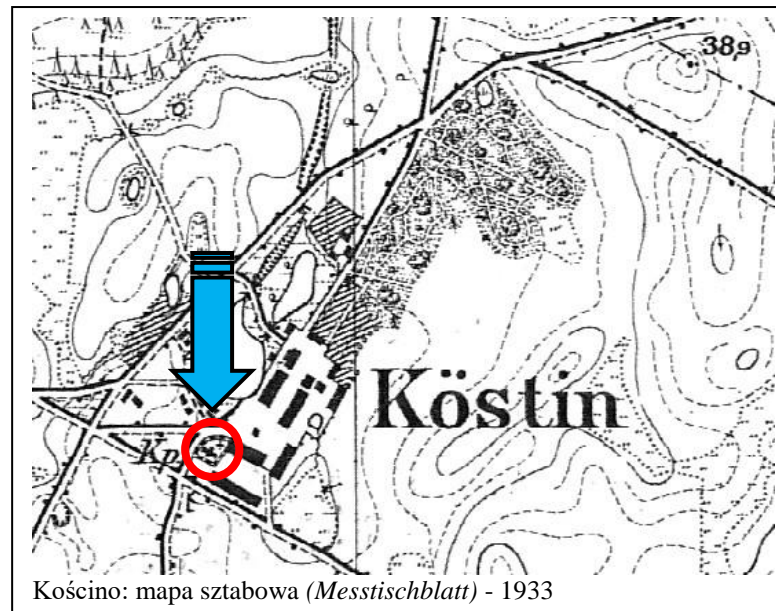 38,9
Köstin
Kp.
Kościno: mapa sztabowa (Messtischblatt) - 1933